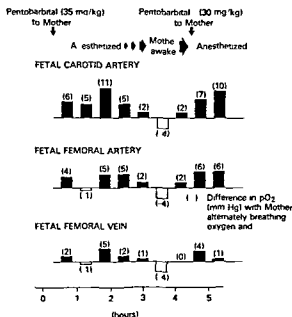 Pentobarbital (35 mg/kg) to Mother
Pentobarbital (30 mg/kg) to Mother
Anesthetized
Mother awake
Anesthetized
FETAL CAROTID ARTERY
(6) (5) (11) (5) (2) (-4) (2) (7) (10)
FETAL FEMORAL ARTERY
(4) (-1) (5) (5) (2) (-4) (2) (6) (6)
( ) Difference in pO2
(mm Hg) with Mother
alternately breathing
oxygen and
FETAL FEMORAL VEIN
(2) (-1) (5) (2) (1) (-4) (0) (4) (1)
0 1 2 3 4 5
(hours)